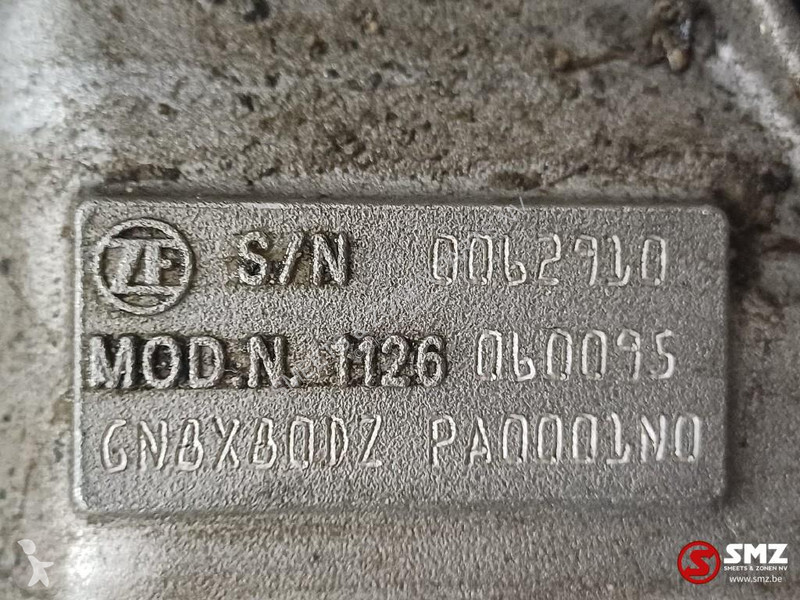 ZF S/N 0062910
MOD.N. 1126 060095
GN8X80DZ PA0001N0
SMZ
SMEETS & ZONEN NV
www.smz.be